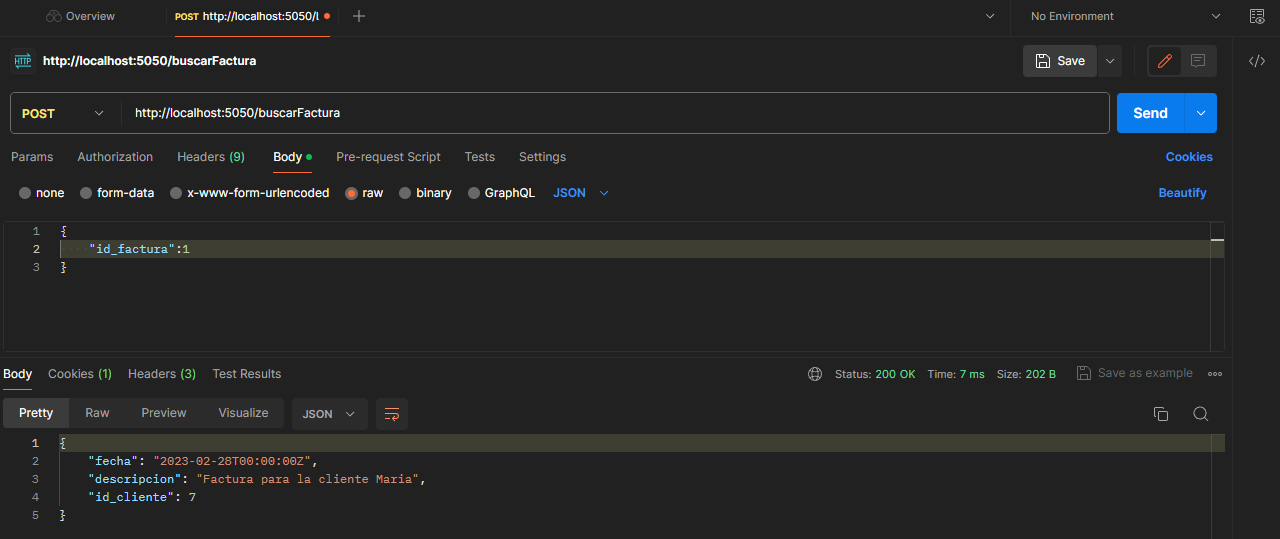 Overview
POST http://localhost:5050/l
No Environment
HTTP http://localhost:5050/buscarFactura
Save
POST http://localhost:5050/buscarFactura
Send
Params Authorization Headers (9) Body Pre-request Script Tests Settings Cookies
none form-data x-www-form-urlencoded raw binary GraphQL JSON Beautify
1 {
2 "id_factura":1
3 }
Body Cookies (1) Headers (3) Test Results Status: 200 OK Time: 7 ms Size: 202 B Save as example
Pretty Raw Preview Visualize JSON
1 {
2 "fecha": "2023-02-28T00:00:00Z",
3 "descripcion": "Factura para la cliente Maria",
4 "id_cliente": 7
5 }